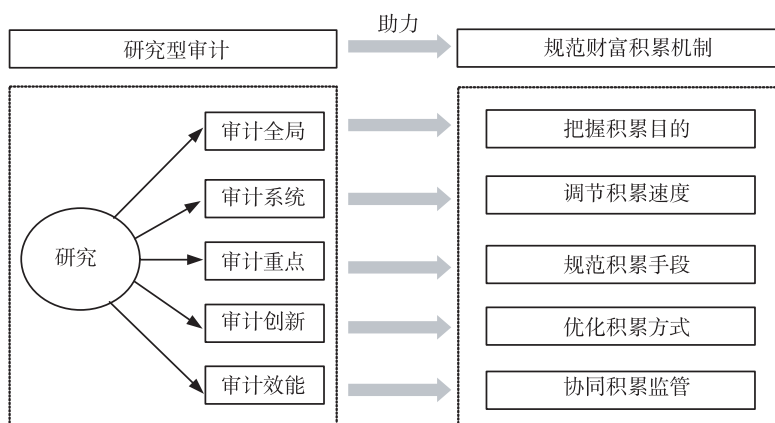 助力
研究型审计
规范财富积累机制
审计全局
把握积累目的
审计系统
调节积累速度
研究
审计重点
规范积累手段
审计创新
优化积累方式
审计效能
协同积累监管